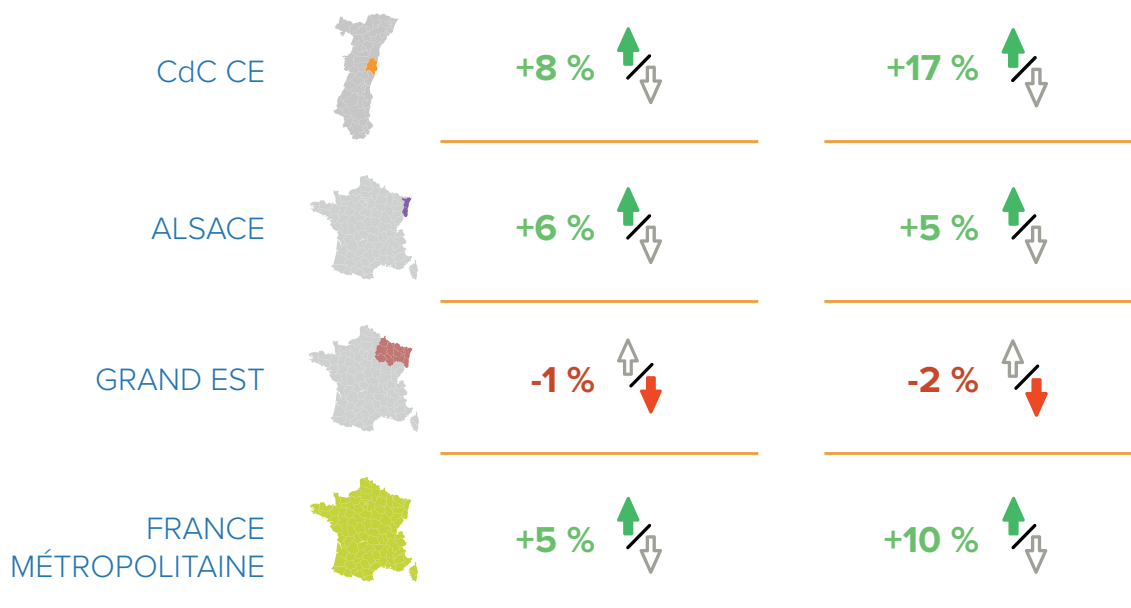 CdC CE +8 % +17 %
ALSACE +6 % +5 %
GRAND EST -1 % -2 %
FRANCE
MÉTROPOLITAINE +5 % +10 %